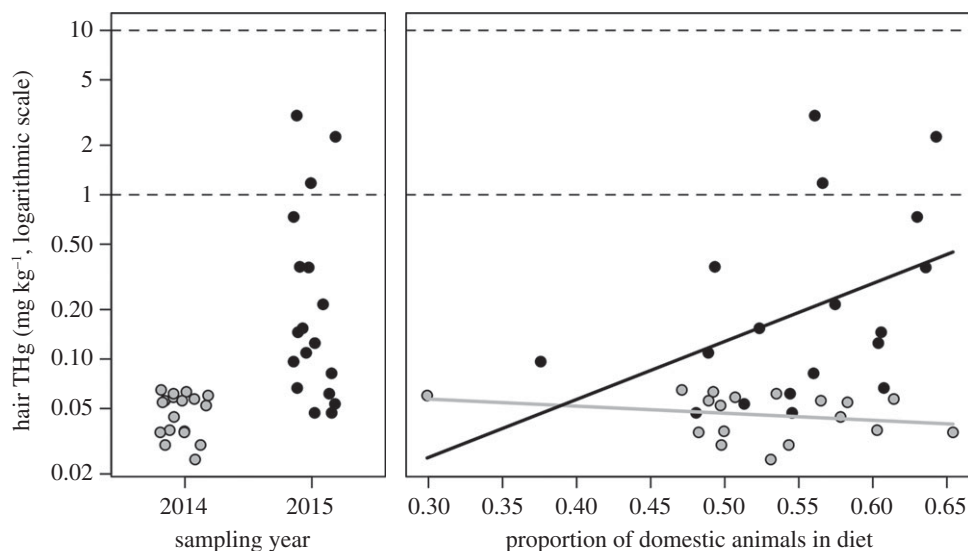 hair THg (mg kg⁻¹, logarithmic scale)
10
5
2
1
0.50
0.20
0.10
0.05
0.02
2014 2015
sampling year
0.30 0.35 0.40 0.45 0.50 0.55 0.60 0.65
proportion of domestic animals in diet